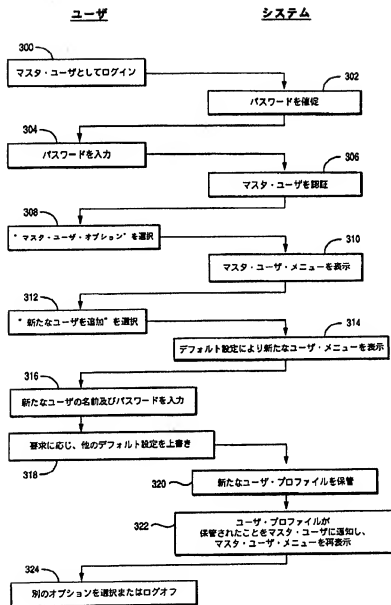 ユーザ
システム
300
マスタ・ユーザとしてログイン
302
パスワードを催促
304
パスワードを入力
306
マスタ・ユーザを認証
308
"マスタ・ユーザ・オプション"を選択
310
マスタ・ユーザ・メニューを表示
312
"新たなユーザを追加"を選択
314
デフォルト設定により新たなユーザ・メニューを表示
316
新たなユーザの名前及びパスワードを入力
要求に応じ、他のデフォルト設定を上書き
318
320
新たなユーザ・プロファイルを保管
322
ユーザ・プロファイルが
保管されたことをマスタ・ユーザに通知し、
マスタ・ユーザ・メニューを再表示
324
別のオプションを選択またはログオフ